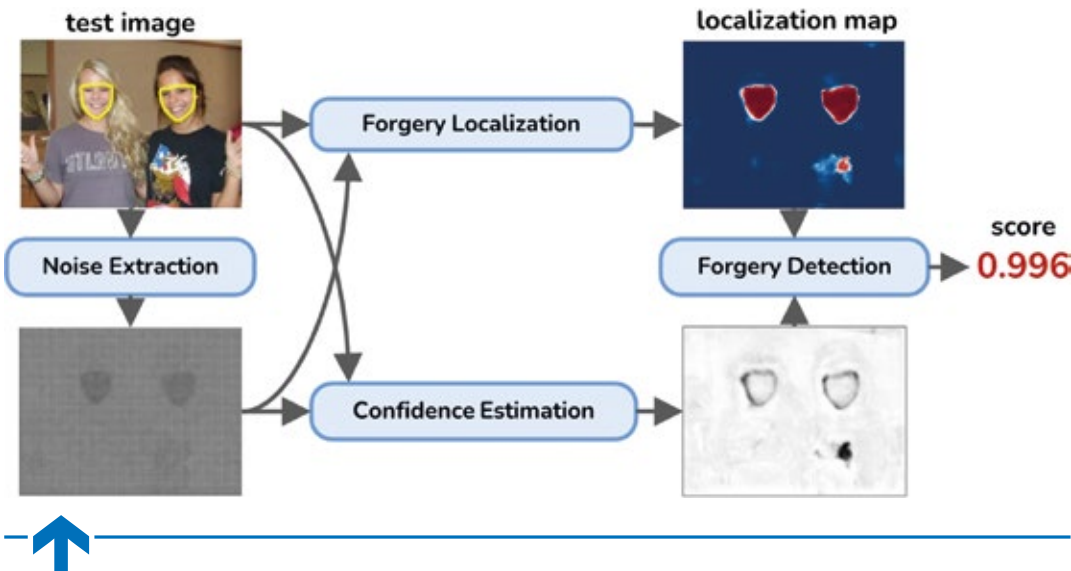 test image
localization map
Forgery Localization
Noise Extraction
Forgery Detection
score
0.996
Confidence Estimation